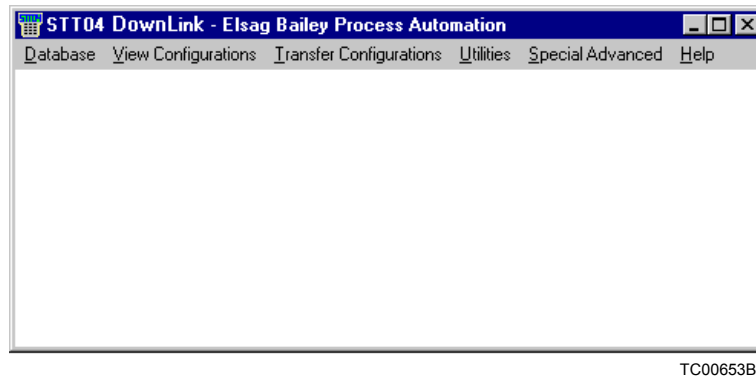 STT04 DownLink - Elsag Bailey Process Automation
Database View Configurations Transfer Configurations Utilities Special Advanced Help
TC00653B